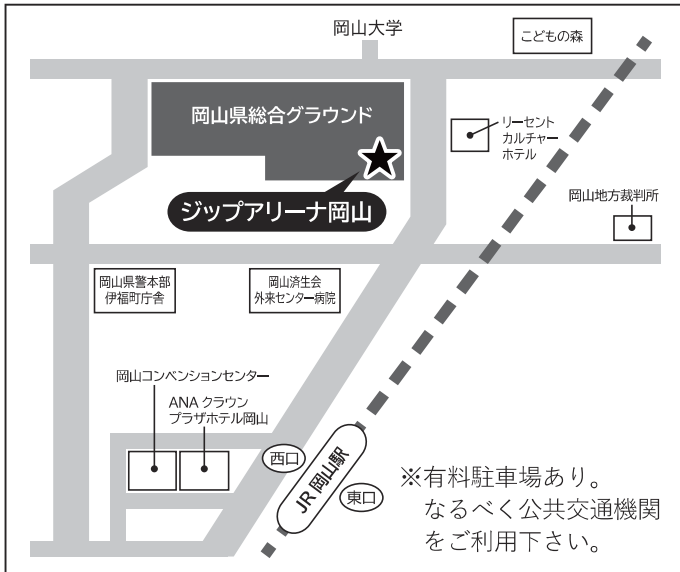 岡山大学
こどもの森
岡山県総合グラウンド
リーセント
カルチャー
ホテル
ジップアリーナ岡山
岡山地方裁判所
岡山県警本部
伊福町庁舎
岡山済生会
外来センター病院
岡山コンベンションセンター
ANA クラウン
プラザホテル岡山
西口
JR 岡山駅
東口
※有料駐車場あり。
なるべく公共交通機関
をご利用下さい。